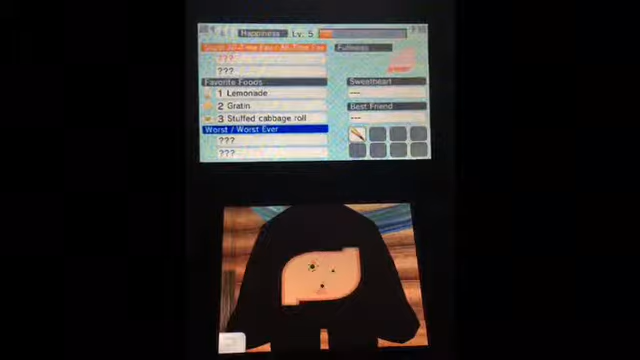 Happiness Lv. 5
Fullness
???
???
Favorite Foods
Sweetheart
1 Lemonade
---
2 Gratin
Best Friend
3 Stuffed cabbage roll
---
Worst / Worst Ever
???
???